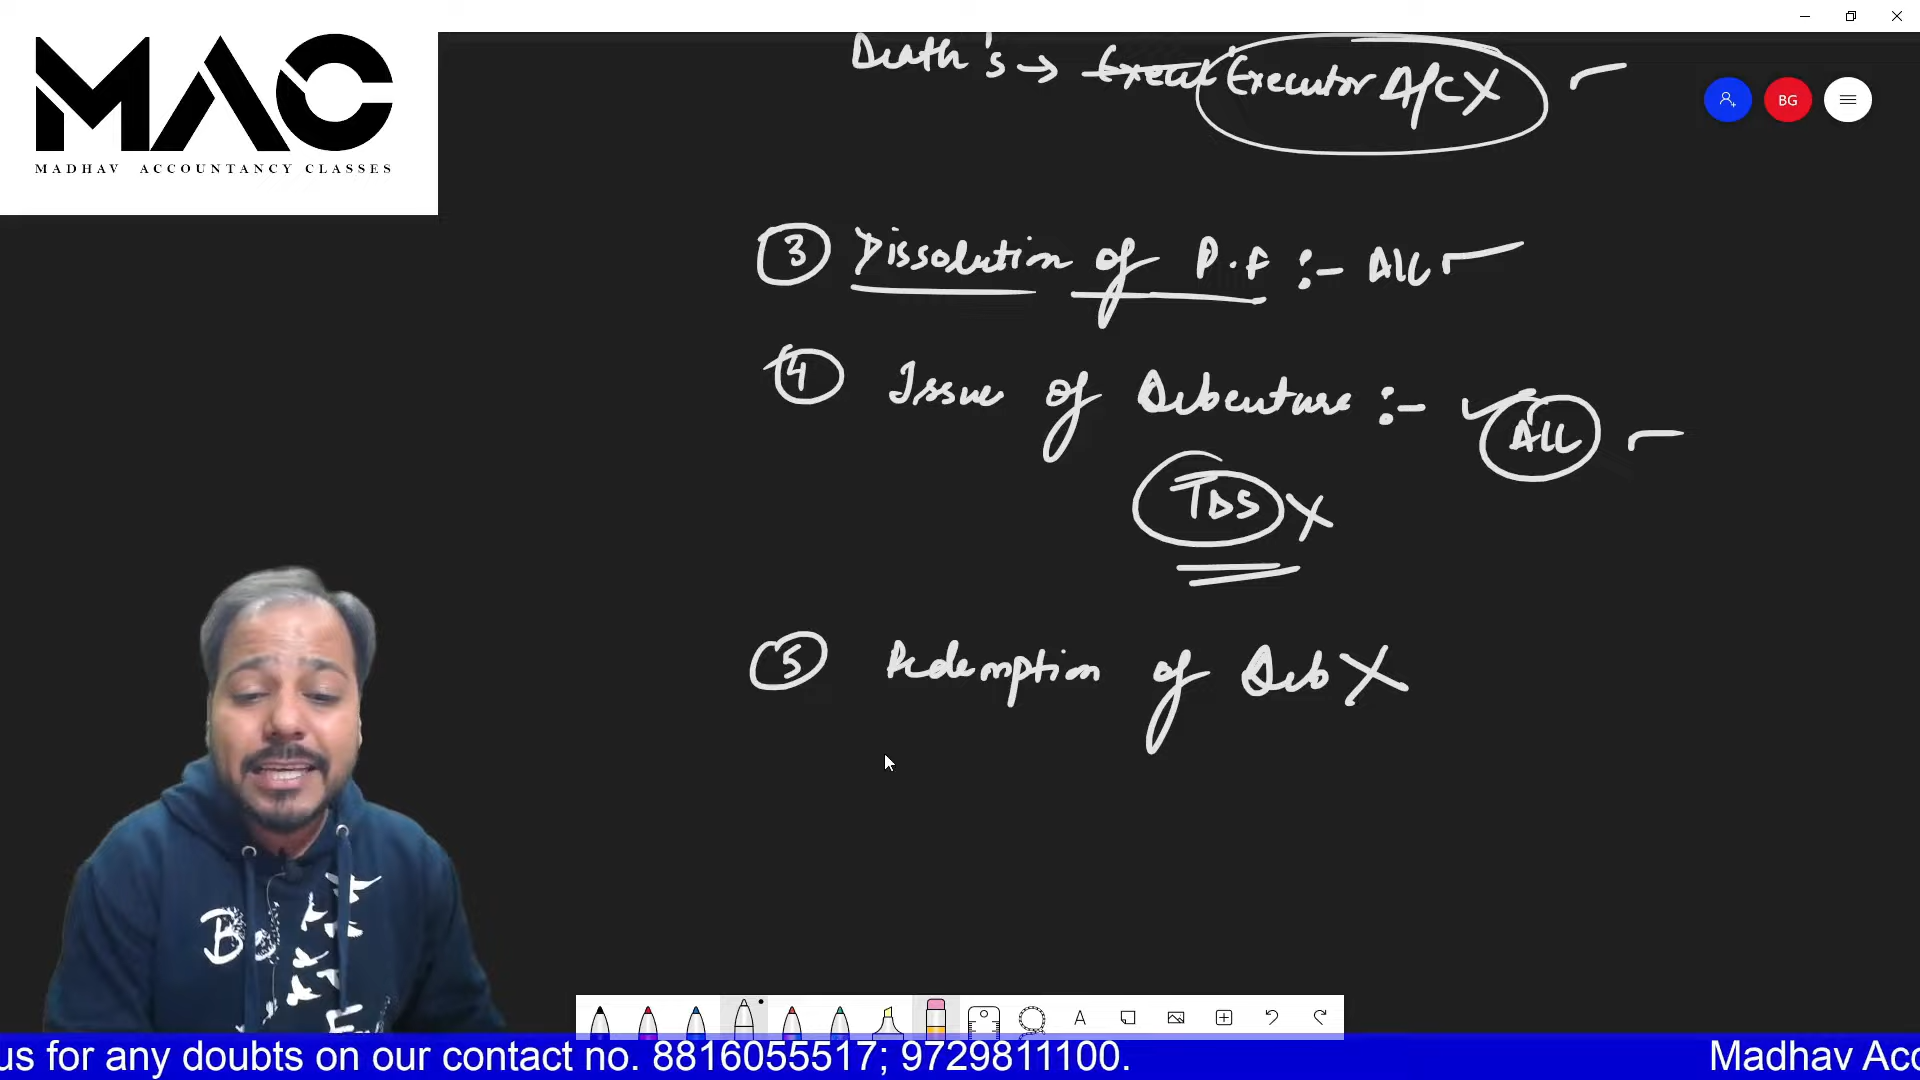 MAC
MADHAV ACCOUNTANCY CLASSES
Death's → Executor A/c X
BG
3 Dissolution of P.F :- All
4 Issue of Debenture :- All
TDS X
5 Redemption of Deb X
us for any doubts on our contact no. 8816055517; 9729811100.
Madhav Acc